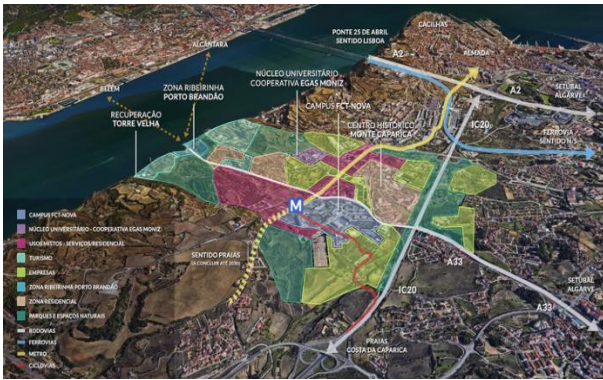 CACILHAS
PONTE 25 DE ABRIL
SENTIDO LISBOA
ALCÂNTARA
ALMADA
A2
BELÉM
ZONA RIBEIRINHA
PORTO BRANDÃO
NÚCLEO UNIVERSITÁRIO
COOPERATIVA EGAS MONIZ
A2
SETÚBAL
ALGARVE
RECUPERAÇÃO
TORRE VELHA
CAMPUS FCT-NOVA
CENTRO HISTÓRICO
MONTE CAPARICA
IC20
FERROVIA
SENTIDO N/S
M
CAMPUS FCT-NOVA
NÚCLEO UNIVERSITÁRIO - COOPERATIVA EGAS MONIZ
USOS MISTOS : SERVIÇOS/RESIDENCIAL
TURISMO
EMPRESAS
ZONA RIBEIRINHA PORTO BRANDÃO
ZONA RESIDENCIAL
PARQUES E ESPAÇOS NATURAIS
RODOVIAS
FERROVIAS
METRO
CICLOVIAS
SENTIDO PRAIAS
A33
IC20
SETÚBAL
ALGARVE
A33
PRAIAS
COSTA DA CAPARICA